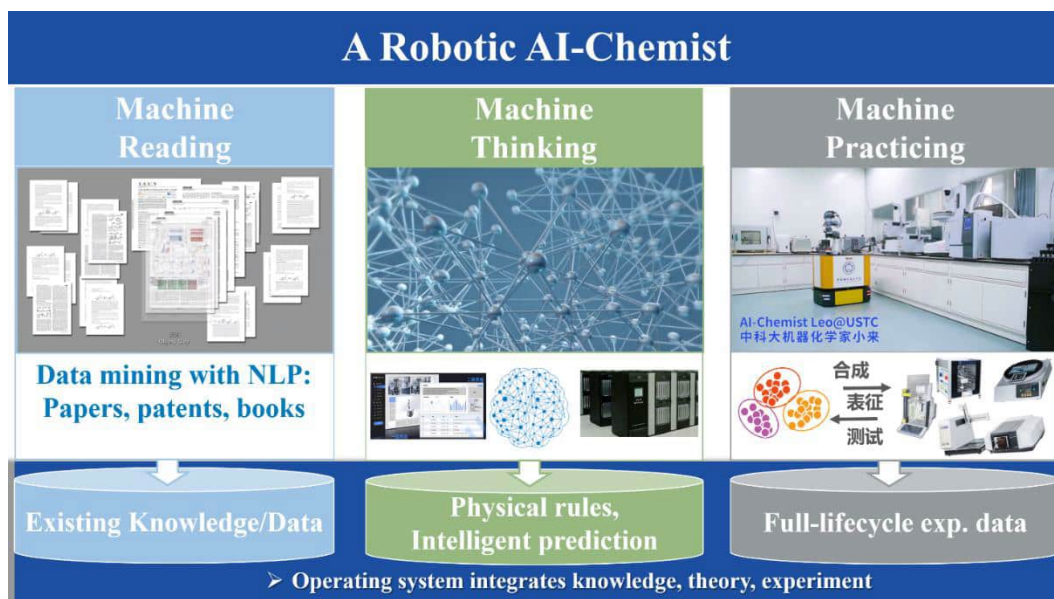 A Robotic AI-Chemist
Machine
Reading
Data mining with NLP:
Papers, patents, books
Existing Knowledge/Data
Machine
Thinking
Physical rules,
Intelligent prediction
Machine
Practicing
AI-Chemist Leo@USTC
中科大机器化学家小来
合成
表征
测试
Full-lifecycle exp. data
➢ Operating system integrates knowledge, theory, experiment